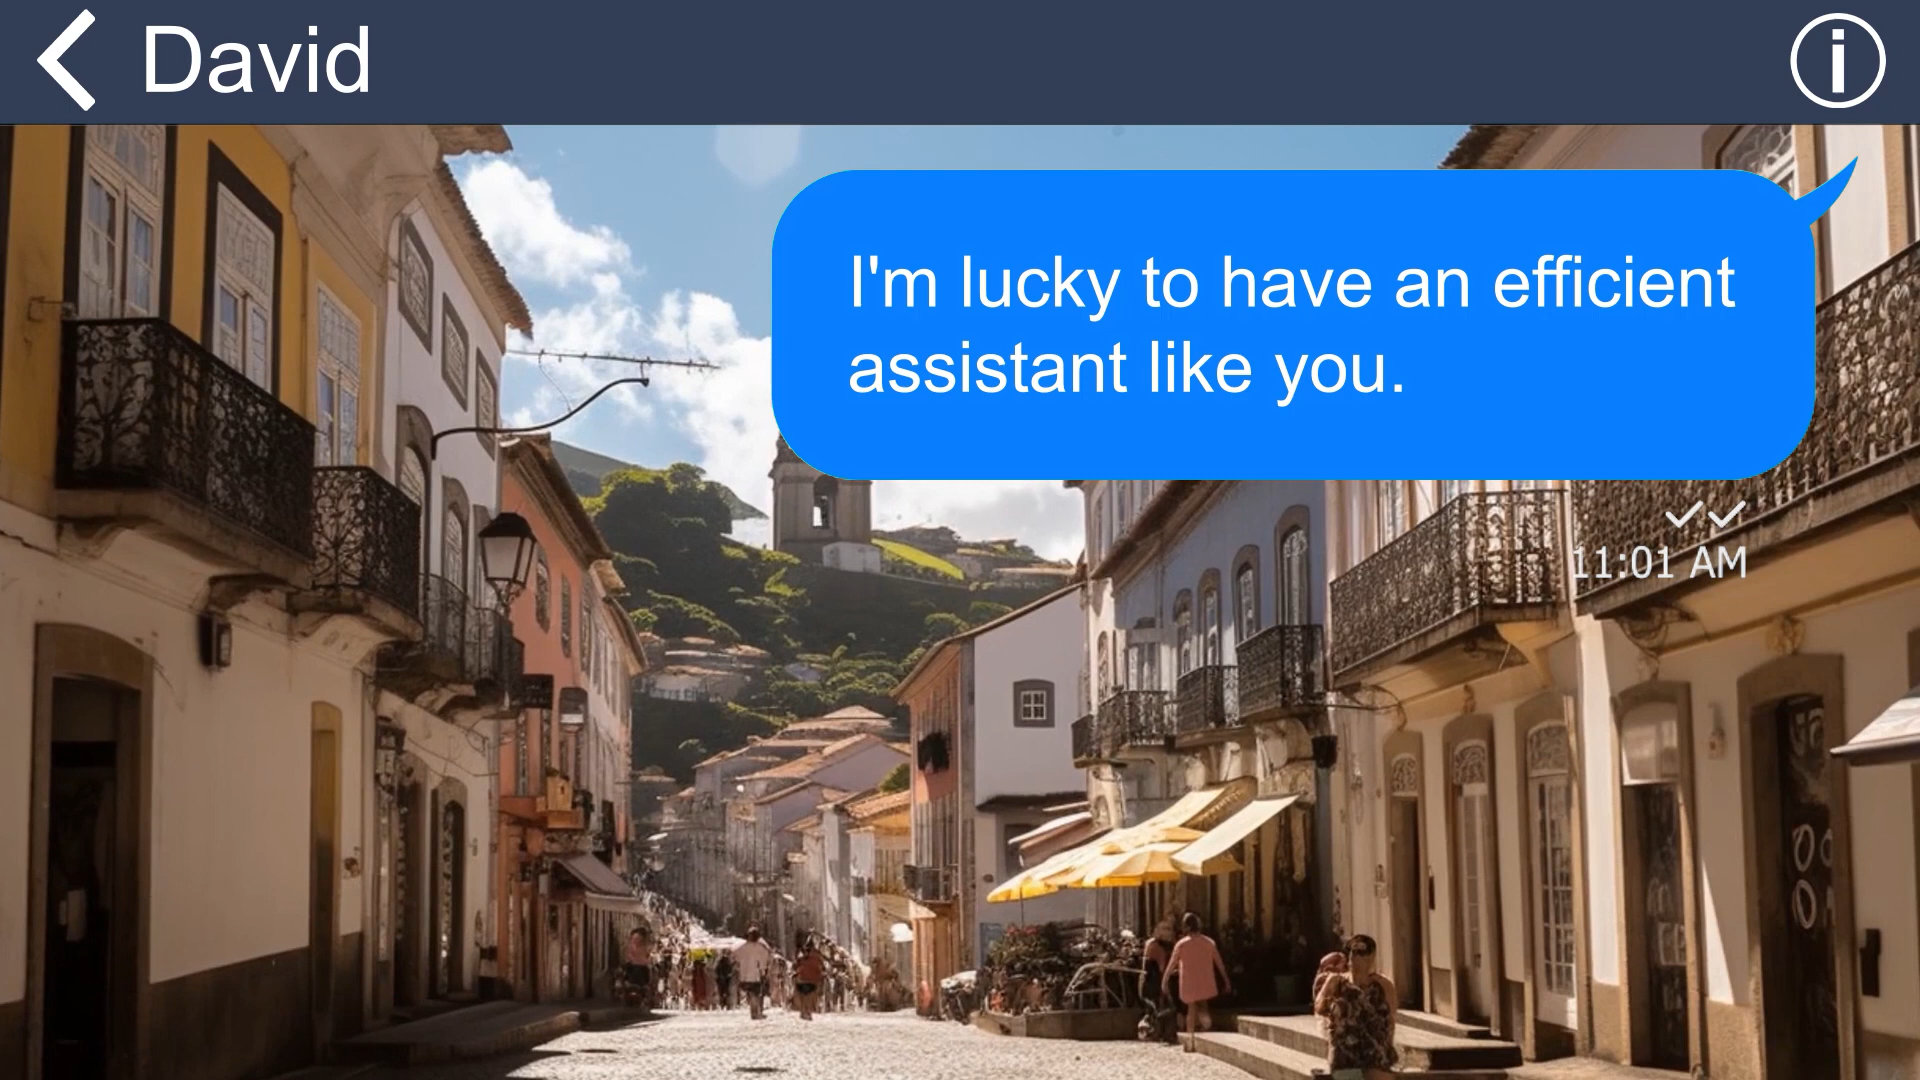 David
I'm lucky to have an efficient
assistant like you.
11:01 AM